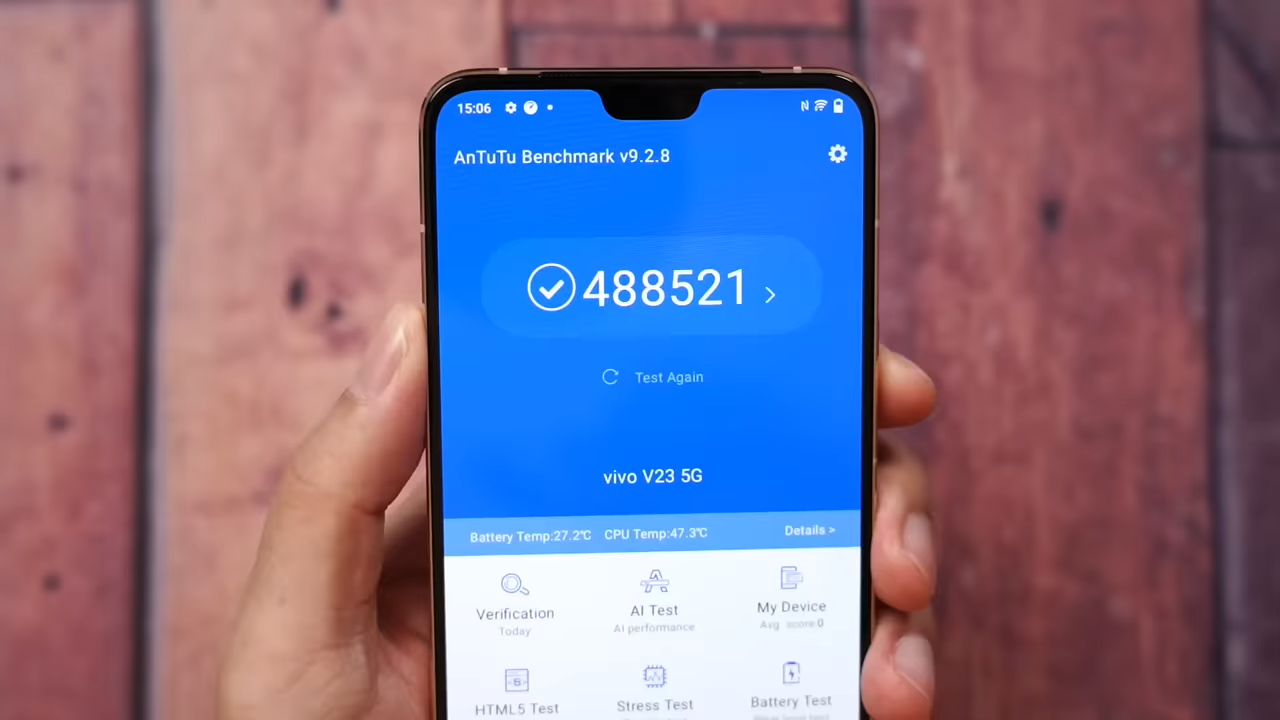 15:06
AnTuTu Benchmark v9.2.8
488521 >
Test Again
vivo V23 5G
Battery Temp:27.2℃ CPU Temp:47.3℃ Details >
Verification AI Test My Device
Today AI performance Avg score:0
HTML5 Test Stress Test Battery Test